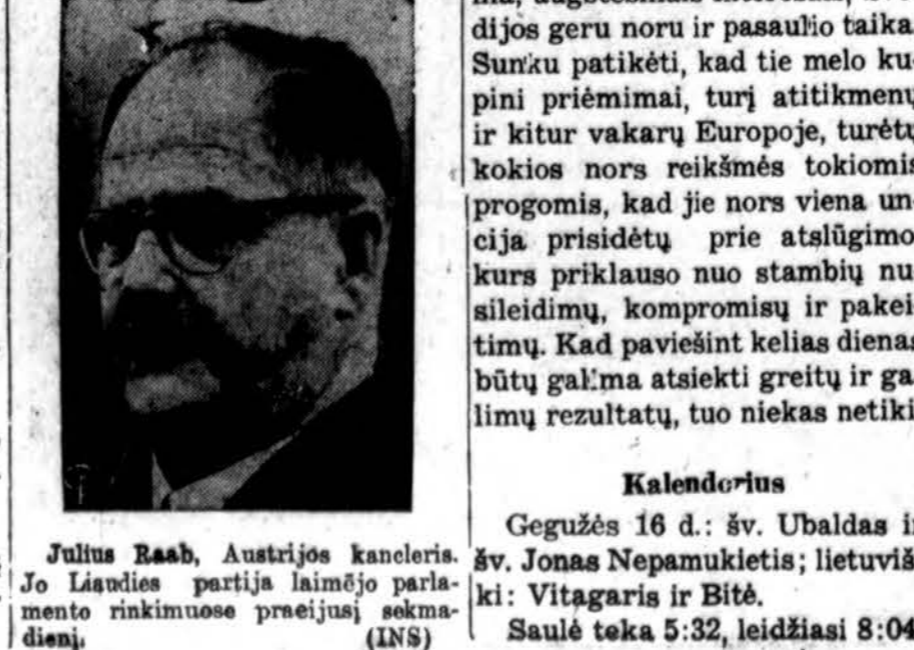 Julius Raab, Austrijos kancleris.
Jo Liaudies partija laimėjo parla-
mento rinkimuose praeijusį sekma-
dienį. (INS)
dijos geru noru ir pasaulio taika.
Sunku patikėti, kad tie melo ku-
pini priėmimai, turį atitikmenų
ir kitur vakarų Europoje, turėtų
kokios nors reikšmės tokiomis
progomis, kad jie nors viena un-
cija prisidėtų prie atslūgimo,
kurs priklauso nuo stambių nu-
sileidimų, kompromisų ir pakei-
timų. Kad paviešint kelias dienas
būtų galima atsiekti greitų ir ga-
limų rezultatų, tuo niekas netiki.
Kalendorius
Gegužės 16 d.: šv. Ubaldas ir
šv. Jonas Nepamukietis; lietuviš-
ki: Vitagaris ir Bitė.
Saulė teka 5:32, leidžiasi 8:04